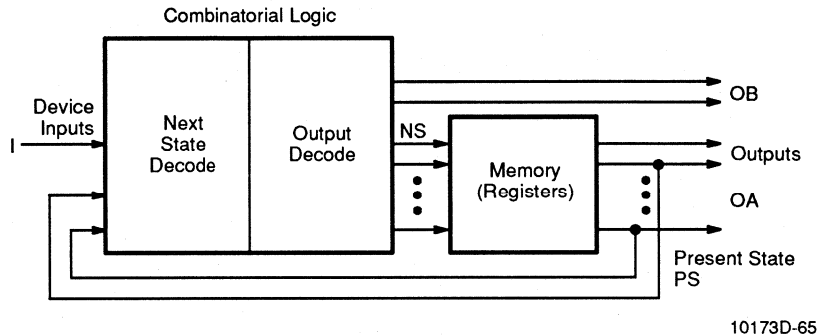 Combinatorial Logic
Device
Inputs
I
Next
State
Decode
Output
Decode
NS
Memory
(Registers)
OB
Outputs
OA
Present State
PS
10173D-65